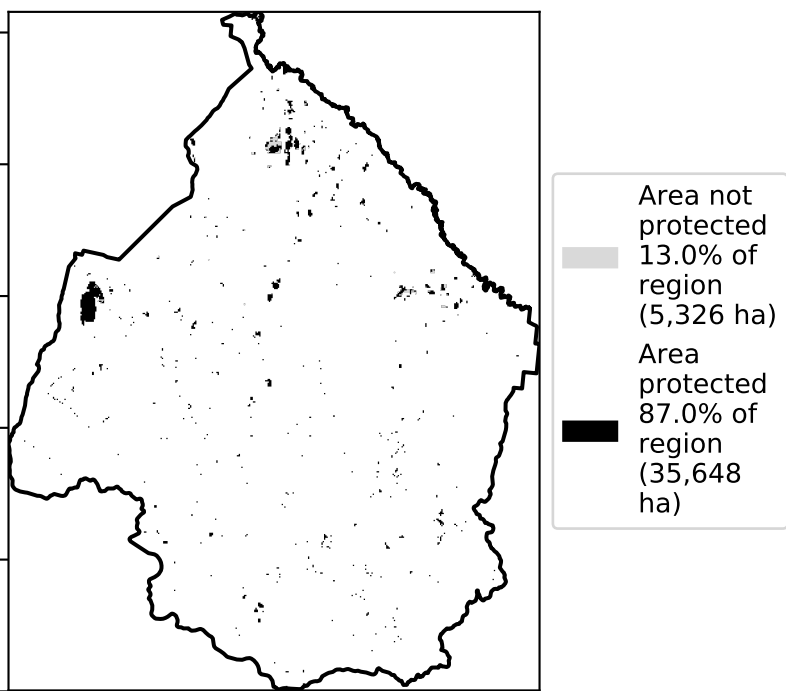 Area not
protected
13.0% of
region
(5,326 ha)
Area
protected
87.0% of
region
(35,648
ha)